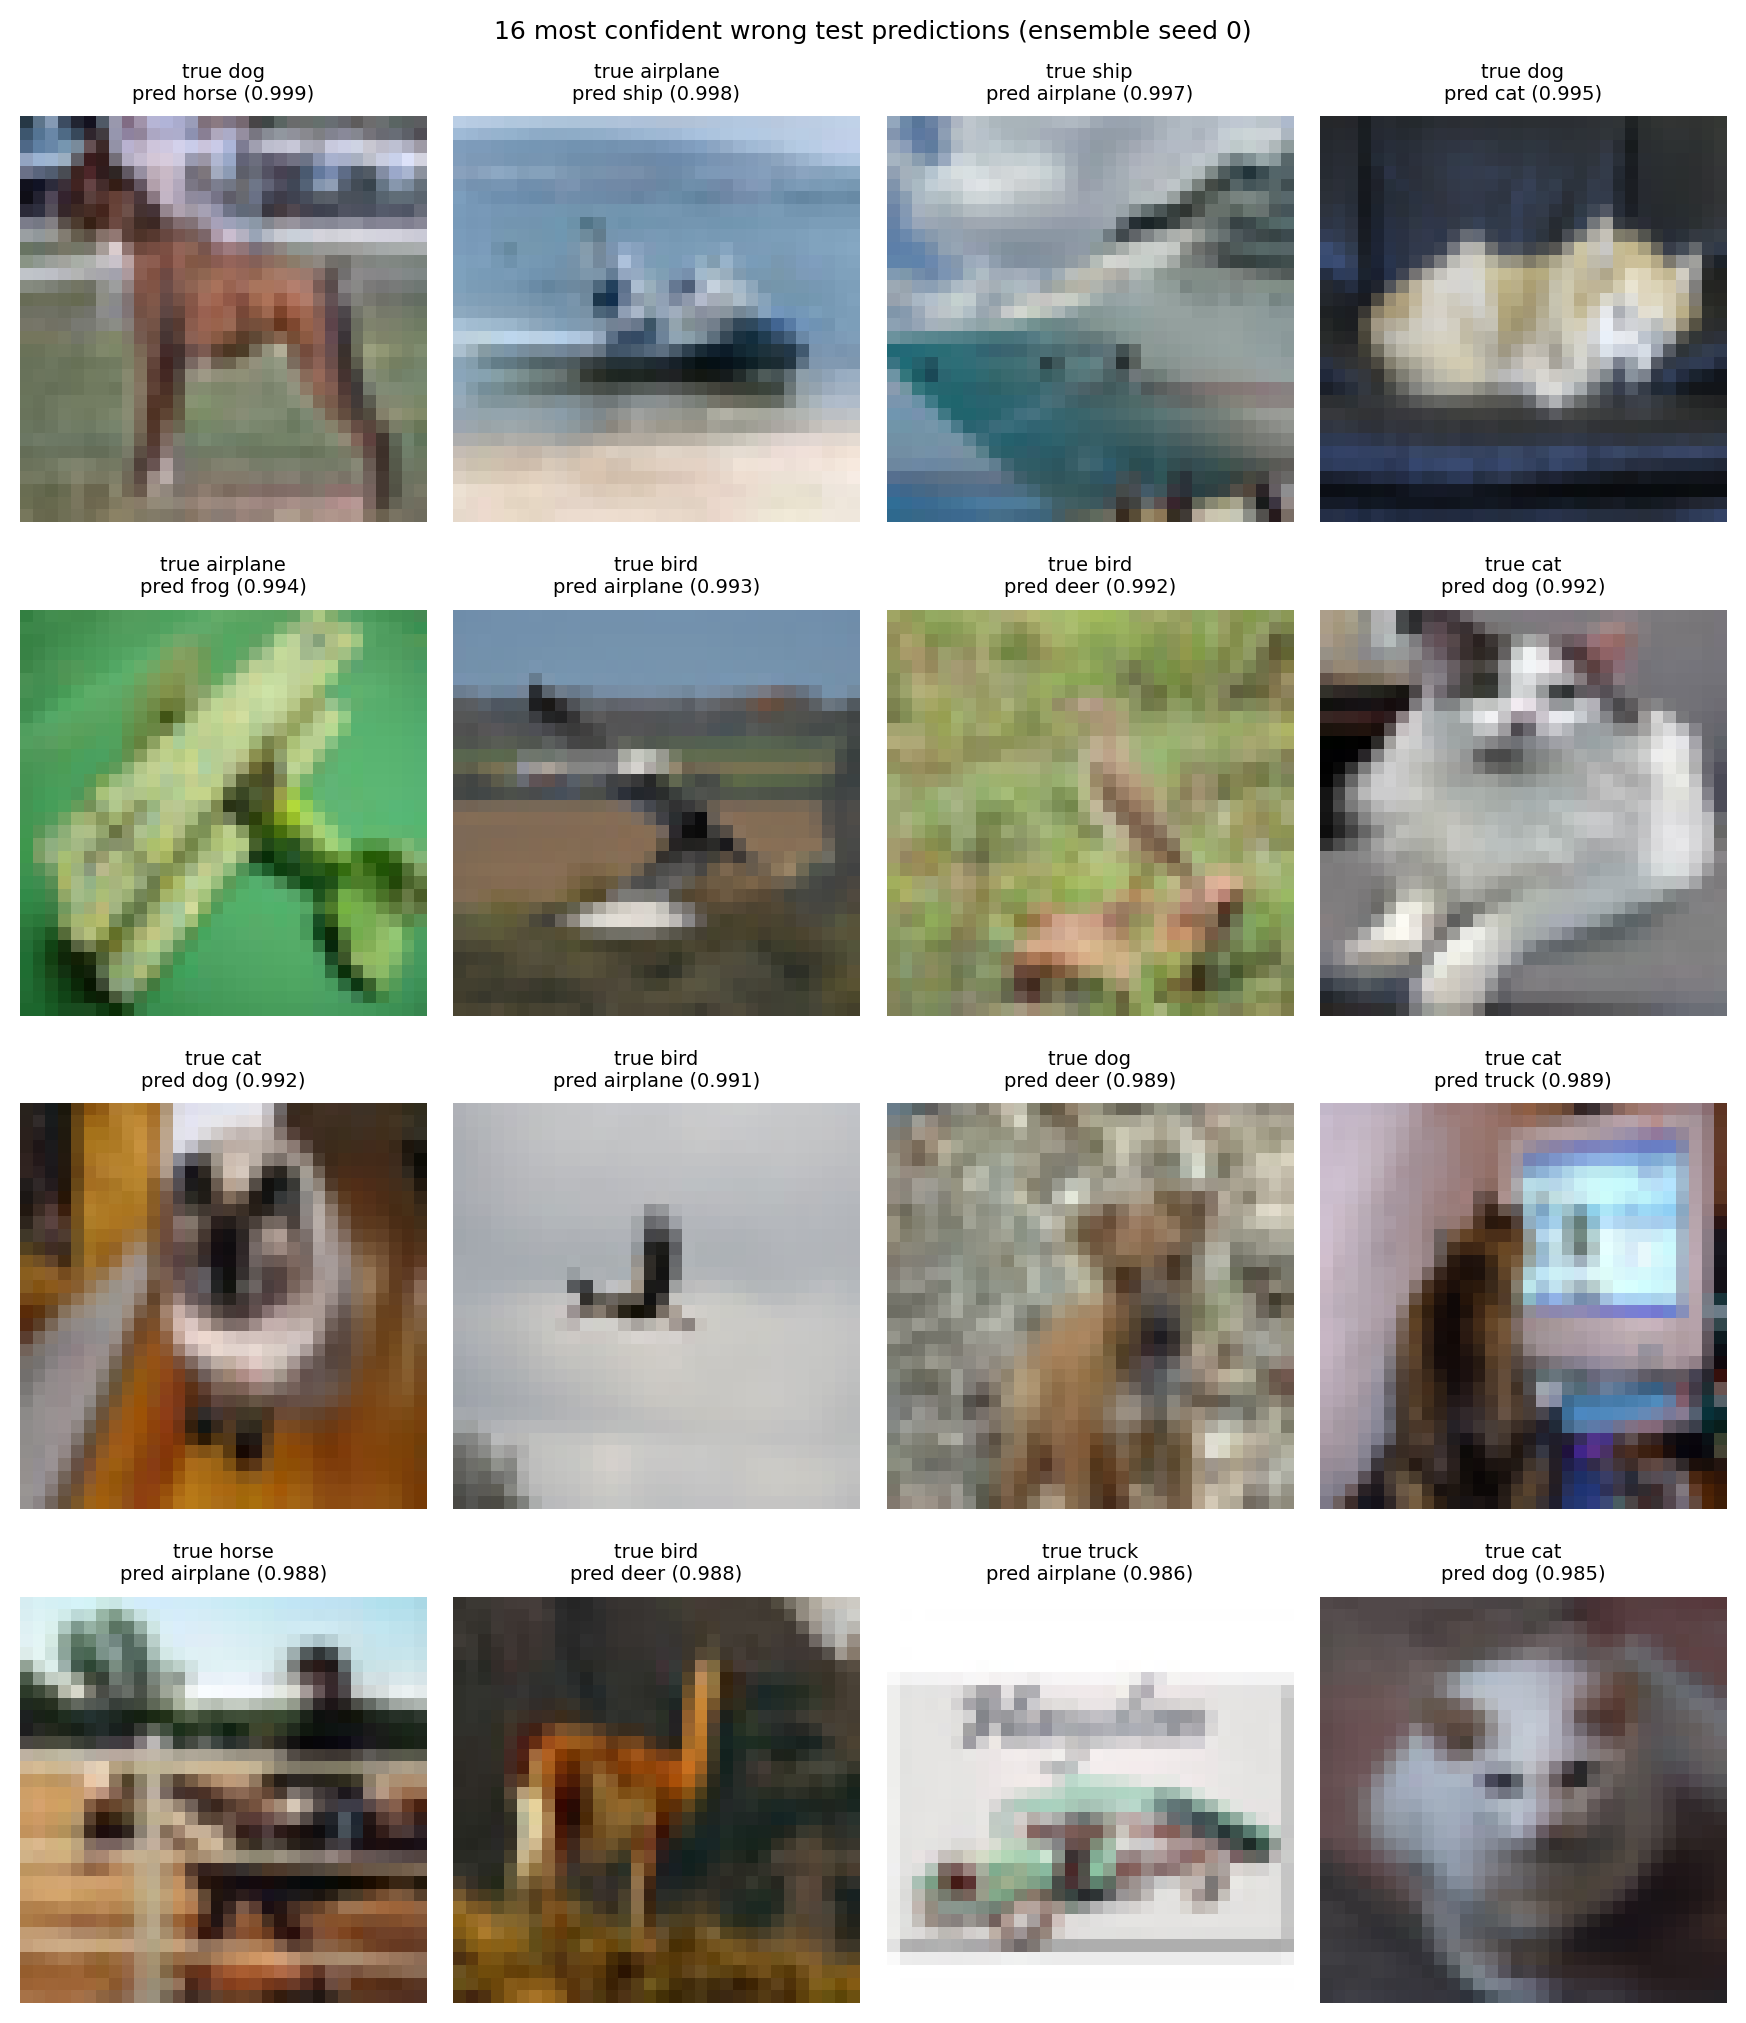 16 most confident wrong test predictions (ensemble seed 0)
true dog
pred horse (0.999)
true airplane
pred ship (0.998)
true ship
pred airplane (0.997)
true dog
pred cat (0.995)
true airplane
pred frog (0.994)
true bird
pred airplane (0.993)
true bird
pred deer (0.992)
true cat
pred dog (0.992)
true cat
pred dog (0.992)
true bird
pred airplane (0.991)
true dog
pred deer (0.989)
true cat
pred truck (0.989)
true horse
pred airplane (0.988)
true bird
pred deer (0.988)
true truck
pred airplane (0.986)
true cat
pred dog (0.985)